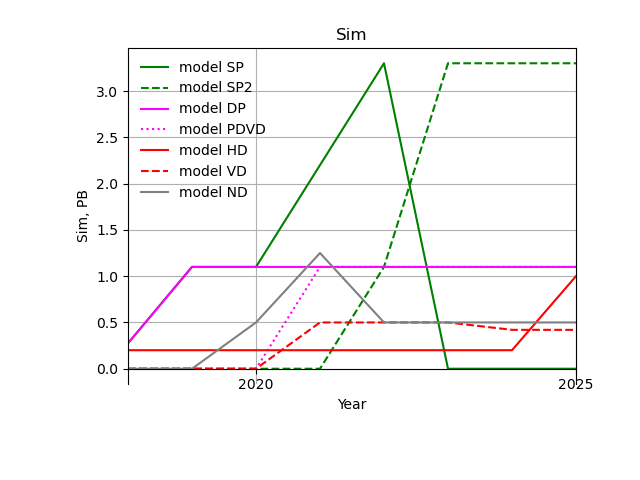 Sim
model SP
model SP2
model DP
model PDVD
model HD
model VD
model ND
3.0
2.5
2.0
1.5
1.0
0.5
0.0
Sim, PB
2020
2025
Year